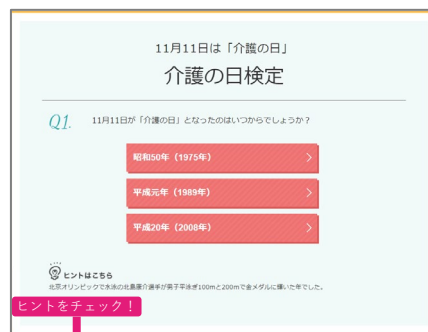 11月11日は「介護の日」
介護の日検定
Q1.
11月11日が「介護の日」となったのはいつからでしょうか？
昭和50年（1975年）
平成元年（1989年）
平成20年（2008年）
ヒントはこちら
北京オリンピックで水泳の北島康介選手が男子平泳ぎ100mと200mで金メダルに輝いた年でした。
ヒントをチェック！